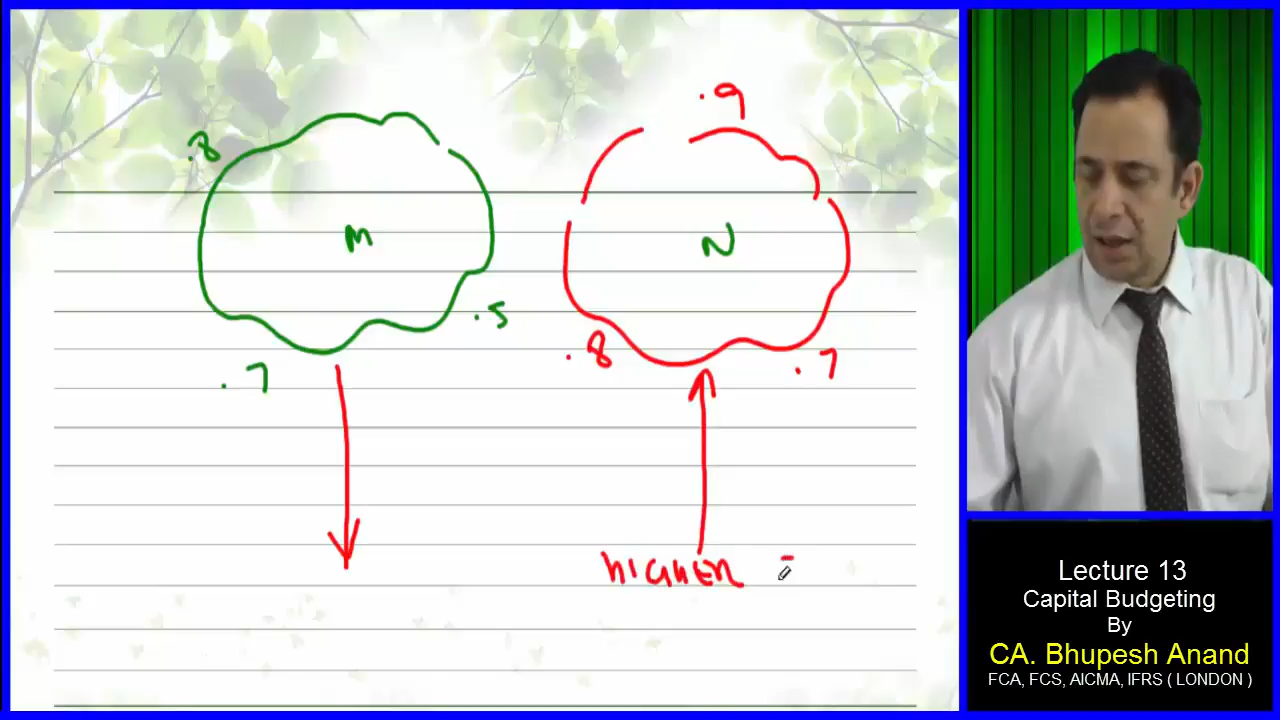 .9
.8
M
N
.5
.8
.7
.7
HIGHER
Lecture 13
Capital Budgeting
By
CA. Bhupesh Anand
FCA, FCS, AICMA, IFRS ( LONDON )